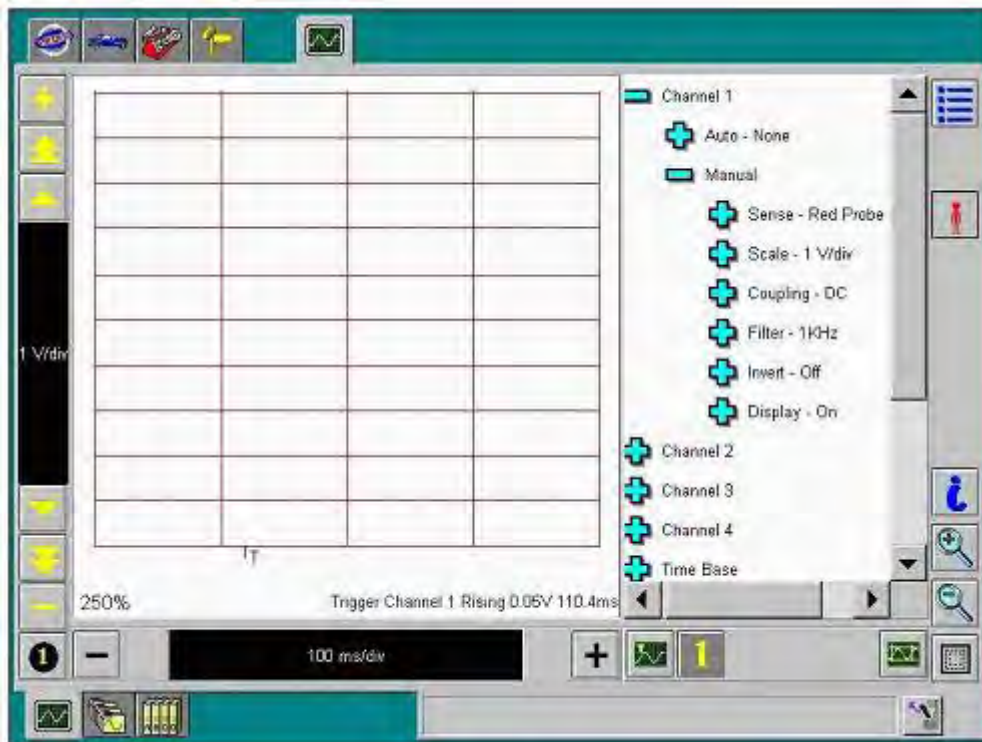 Channel 1
Auto - None
Manual
Sense - Red Probe
Scale - 1 V/div
Coupling - DC
Filter - 1KHz
Invert - Off
Display - On
Channel 2
Channel 3
Channel 4
Time Base
1 V/div
T
250%
Trigger Channel 1 Rising 0.05V 110.4ms
1
100 ms/div
1